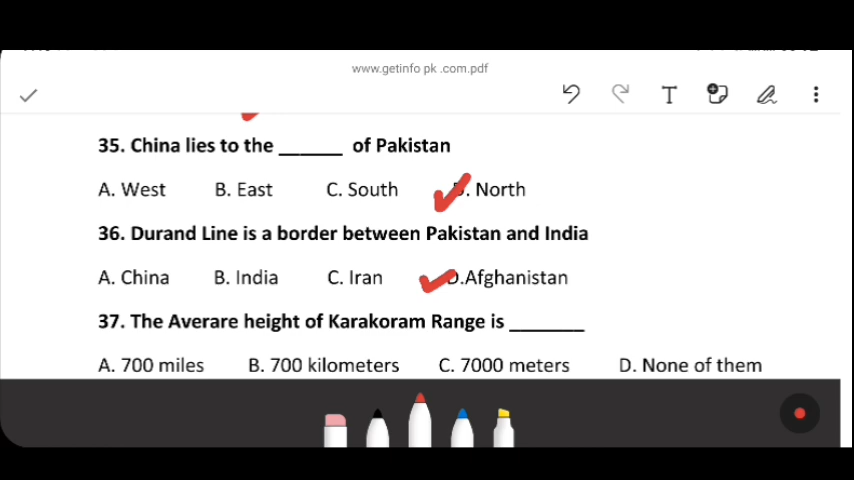 www.getinfo pk .com.pdf
T
35. China lies to the ______ of Pakistan
A. West B. East C. South D. North
36. Durand Line is a border between Pakistan and India
A. China B. India C. Iran D.Afghanistan
37. The Averare height of Karakoram Range is _______
A. 700 miles B. 700 kilometers C. 7000 meters D. None of them